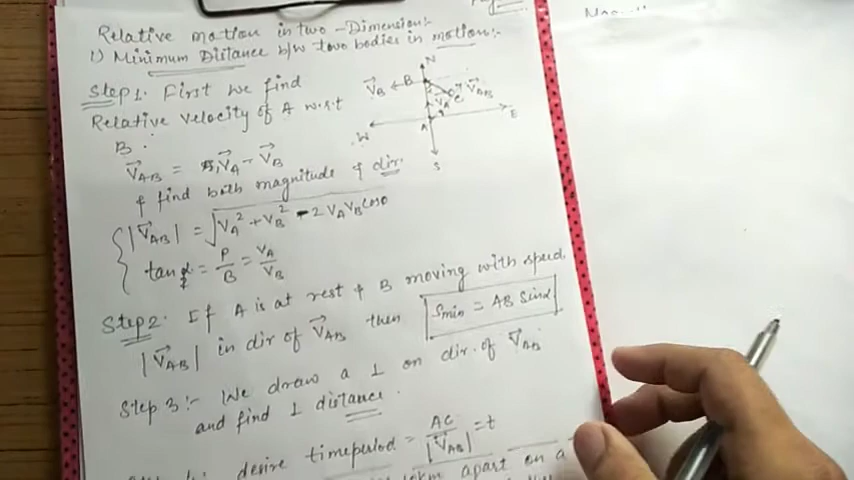 Relative motion in two-Dimension:-
1) Minimum Distance b/w two bodies in motion:-
Step 1. First we find
Relative velocity of A w.r.t
B.
V⃗AB = V⃗A - V⃗B
& find both magnitude & dir.
|V⃗AB| = √VA² + VB² - 2VAVB cosθ
tan α = P/B = VA/VB
N
V⃗B
B
V⃗AB
C
VA
A
E
W
S
Step 2. If A is at rest & B moving with speed
|V⃗AB| in dir of V⃗AB then Smin = AB Sinα
Step 3:- We draw a ⊥ on dir. of V⃗AB
and find ⊥ distance.
desire timeperiod = AC/|V⃗AB| = t
km apart on a